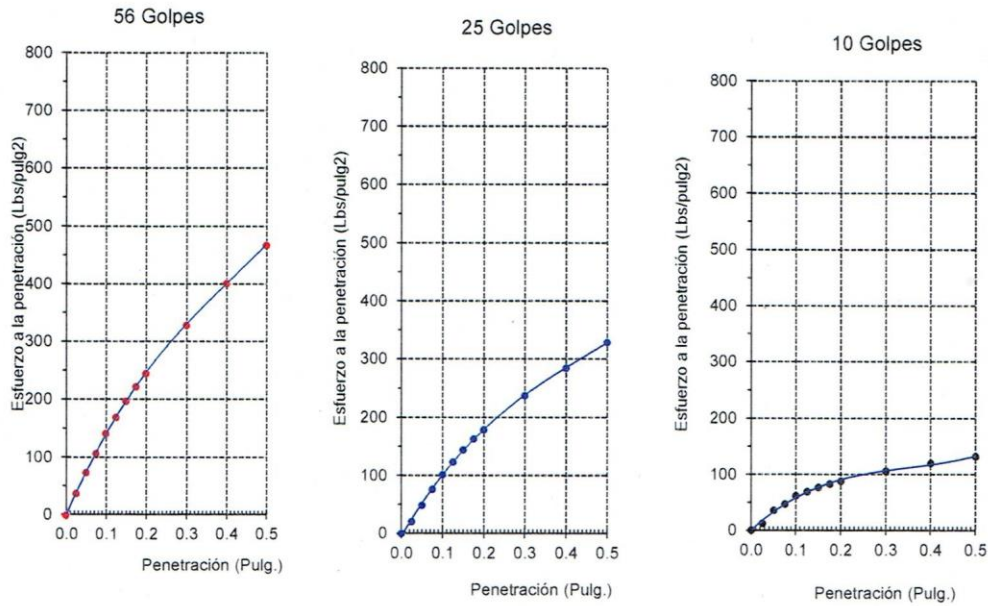 56 Golpes
800
700
600
500
400
300
200
100
0
Esfuerzo a la penetración (Lbs/pulg2)
0.0 0.1 0.2 0.3 0.4 0.5
Penetración (Pulg.)
25 Golpes
800
700
600
500
400
300
200
100
0
Esfuerzo a la penetración (Lbs/pulg2)
0.0 0.1 0.2 0.3 0.4 0.5
Penetración (Pulg.)
10 Golpes
800
700
600
500
400
300
200
100
0
Esfuerzo a la penetración (Lbs/pulg2)
0.0 0.1 0.2 0.3 0.4 0.5
Penetración (Pulg.)